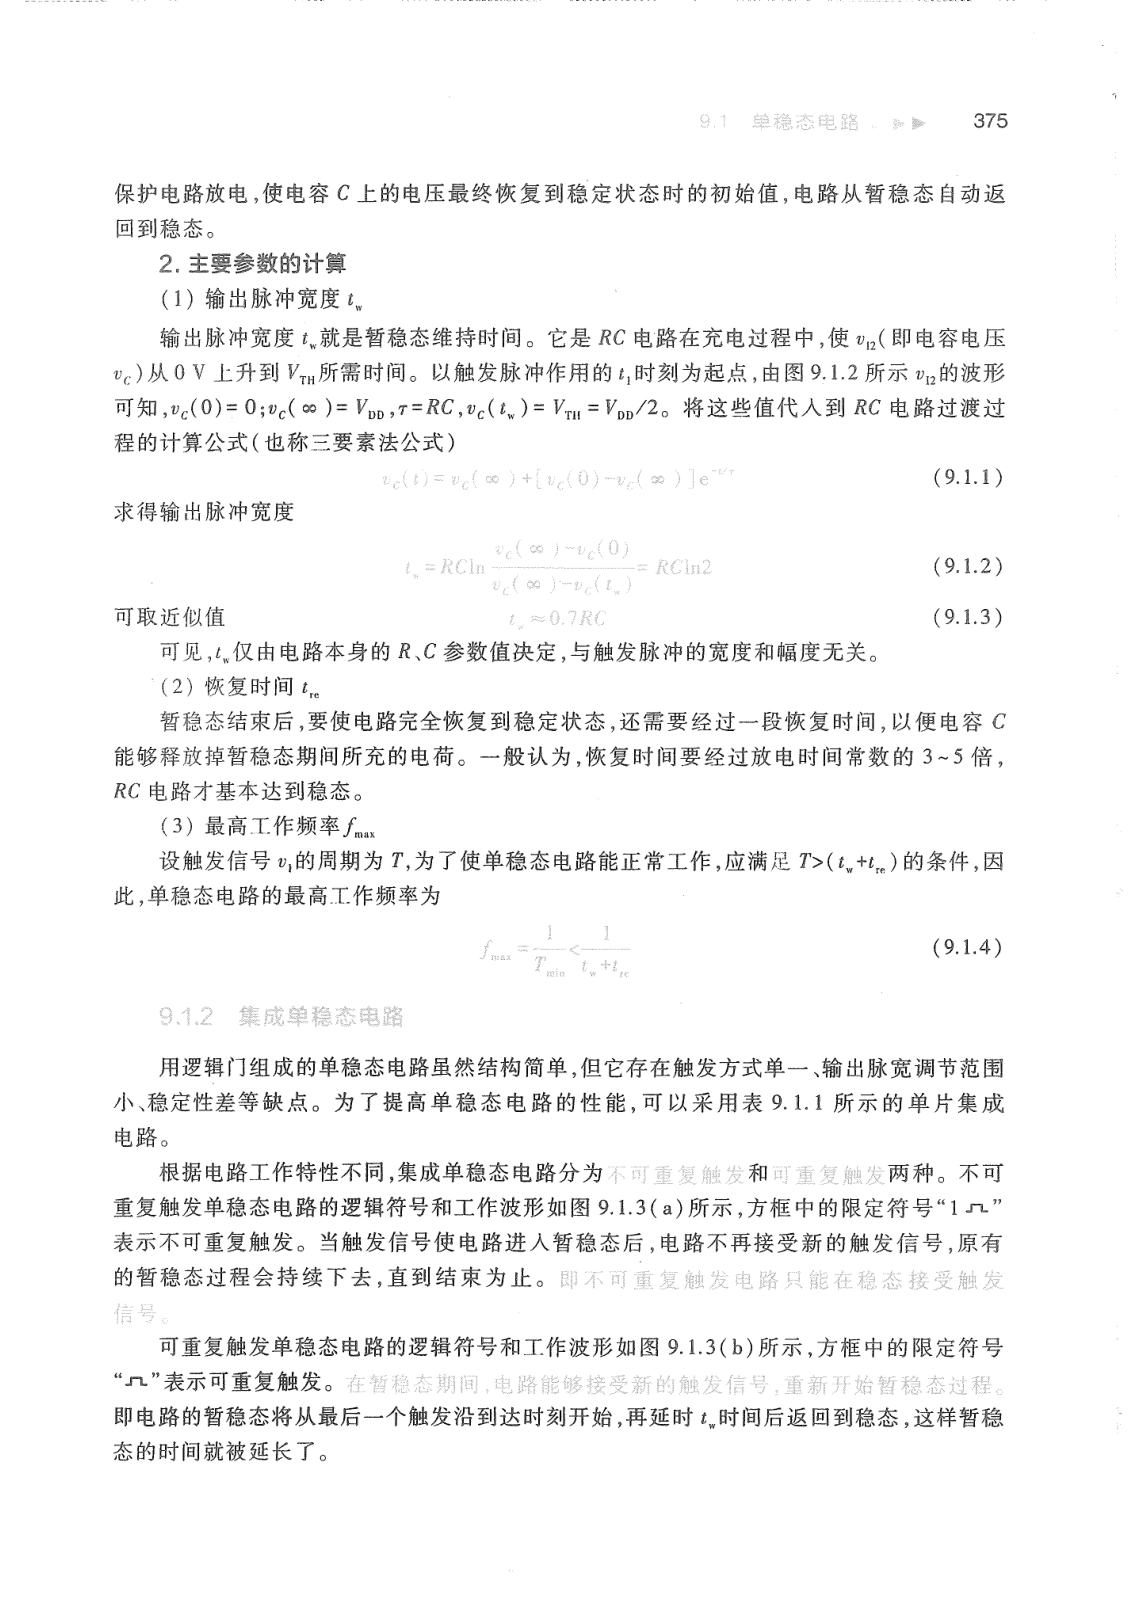 9.1 单稳态电路 375
保护电路放电,使电容 C 上的电压最终恢复到稳定状态时的初始值,电路从暂稳态自动返
回到稳态。
2. 主要参数的计算
(1) 输出脉冲宽度 t_w
输出脉冲宽度 t_w就是暂稳态维持时间。它是 RC 电路在充电过程中,使 v_I2(即电容电压
v_C)从 0 V 上升到 V_TH所需时间。以触发脉冲作用的 t_1时刻为起点,由图 9.1.2 所示 v_I2的波形
可知,v_C(0)=0;v_C(∞)=V_DD,τ=RC,v_C(t_w)=V_TH=V_DD/2。将这些值代入到 RC 电路过渡过
程的计算公式(也称三要素法公式)
v_C(t)=v_C(∞)+[v_C(0)-v_C(∞)]e^{-t/τ} (9.1.1)
求得输出脉冲宽度
t_w=RCln \frac{v_C(∞)-v_C(0)}{v_C(∞)-v_C(t_w)}=RCln2 (9.1.2)
可取近似值 t_w≈0.7RC (9.1.3)
可见,t_w仅由电路本身的 R、C 参数值决定,与触发脉冲的宽度和幅度无关。
(2) 恢复时间 t_re
暂稳态结束后,要使电路完全恢复到稳定状态,还需要经过一段恢复时间,以便电容 C
能够释放掉暂稳态期间所充的电荷。一般认为,恢复时间要经过放电时间常数的 3~5 倍,
RC 电路才基本达到稳态。
(3) 最高工作频率 f_max
设触发信号 v_I的周期为 T,为了使单稳态电路能正常工作,应满足 T>(t_w+t_re)的条件,因
此,单稳态电路的最高工作频率为
f_max=\frac{1}{T_min}<\frac{1}{t_w+t_re} (9.1.4)
9.1.2 集成单稳态电路
用逻辑门组成的单稳态电路虽然结构简单,但它存在触发方式单一、输出脉宽调节范围
小、稳定性差等缺点。为了提高单稳态电路的性能,可以采用表 9.1.1 所示的单片集成
电路。
根据电路工作特性不同,集成单稳态电路分为不可重复触发和可重复触发两种。不可
重复触发单稳态电路的逻辑符号和工作波形如图 9.1.3(a)所示,方框中的限定符号“1⎍”
表示不可重复触发。当触发信号使电路进入暂稳态后,电路不再接受新的触发信号,原有
的暂稳态过程会持续下去,直到结束为止。即不可重复触发电路只能在稳态接受触发
信号。
可重复触发单稳态电路的逻辑符号和工作波形如图 9.1.3(b)所示,方框中的限定符号
“⎍”表示可重复触发。在暂稳态期间,电路能够接受新的触发信号,重新开始暂稳态过程。
即电路的暂稳态将从最后一个触发沿到达时刻开始,再延时 t_w时间后返回到稳态,这样暂稳
态的时间就被延长了。